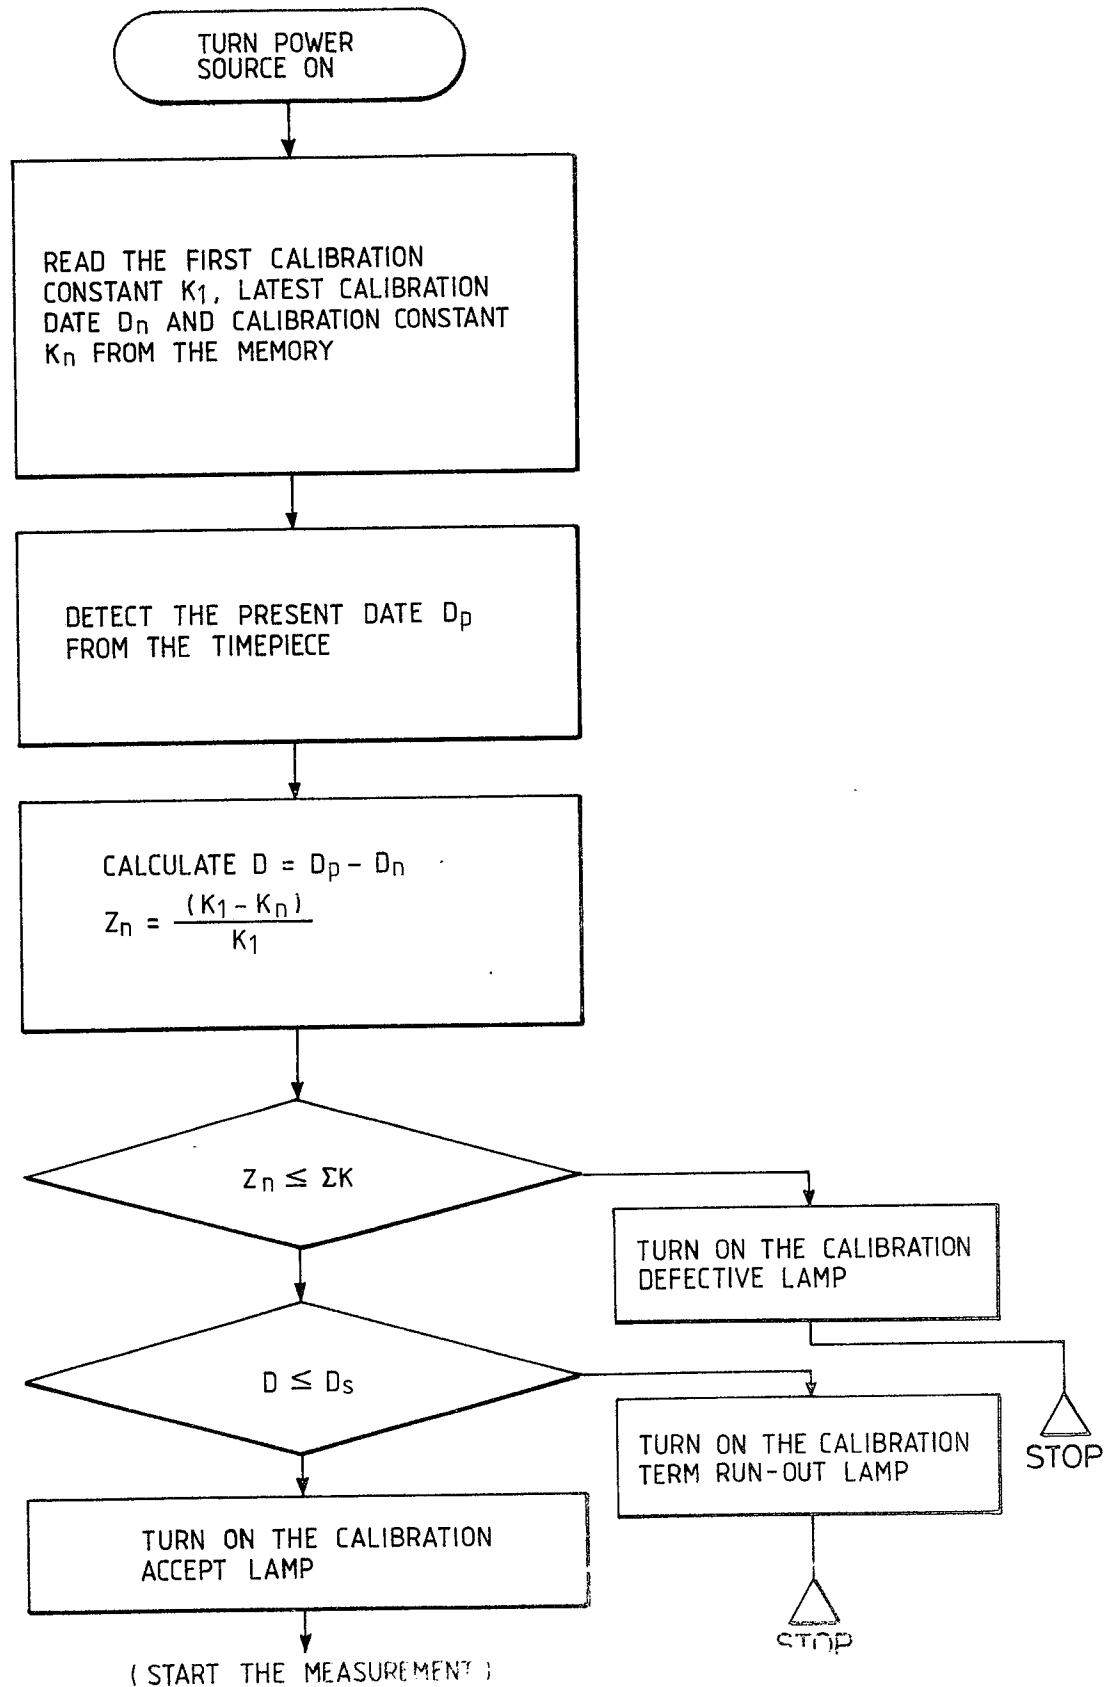 TURN POWER
SOURCE ON
READ THE FIRST CALIBRATION
CONSTANT K1, LATEST CALIBRATION
DATE Dn AND CALIBRATION CONSTANT
Kn FROM THE MEMORY
DETECT THE PRESENT DATE Dp
FROM THE TIMEPIECE
CALCULATE D = Dp – Dn
Zn = (K1 – Kn) / K1
Zn ≦ ΣK
TURN ON THE CALIBRATION
DEFECTIVE LAMP
D ≦ Ds
TURN ON THE CALIBRATION
TERM RUN-OUT LAMP
STOP
TURN ON THE CALIBRATION
ACCEPT LAMP
STOP
(START THE MEASUREMENT)